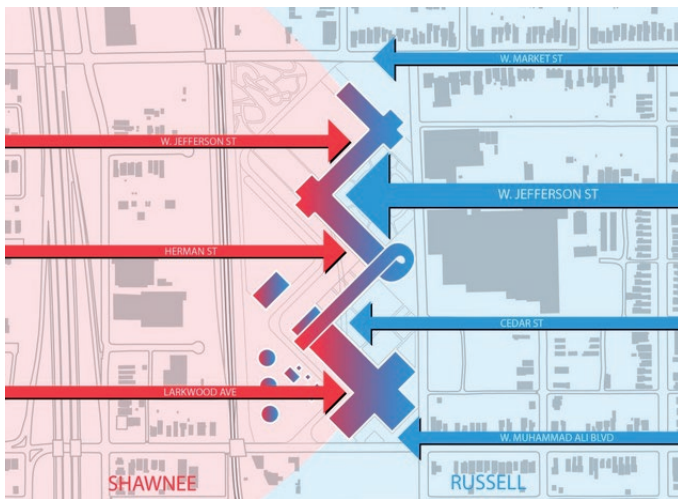 W. MARKET ST
W. JEFFERSON ST
W. JEFFERSON ST
HERMAN ST
CEDAR ST
LARKWOOD AVE
W. MUHAMMAD ALI BLVD
SHAWNEE
RUSSELL